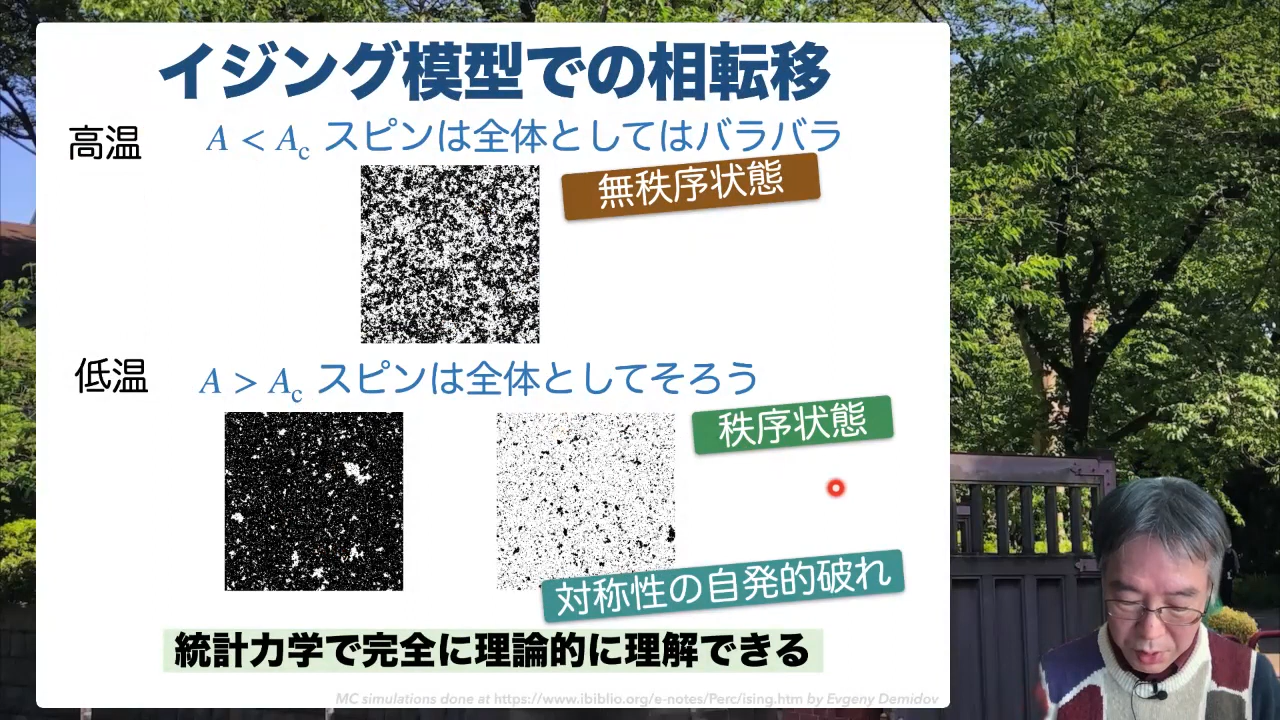 イジング模型での相転移
高温 A < Ac スピンは全体としてはバラバラ
無秩序状態
低温 A > Ac スピンは全体としてそろう
秩序状態
対称性の自発的破れ
統計力学で完全に理論的に理解できる
MC simulations done at https://www.ibiblio.org/e-notes/Perc/ising.htm by Evgeny Demidov